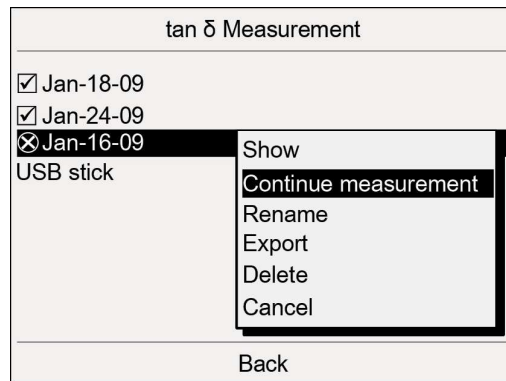 tan δ Measurement
Jan-18-09
Jan-24-09
Jan-16-09
USB stick
Show
Continue measurement
Rename
Export
Delete
Cancel
Back